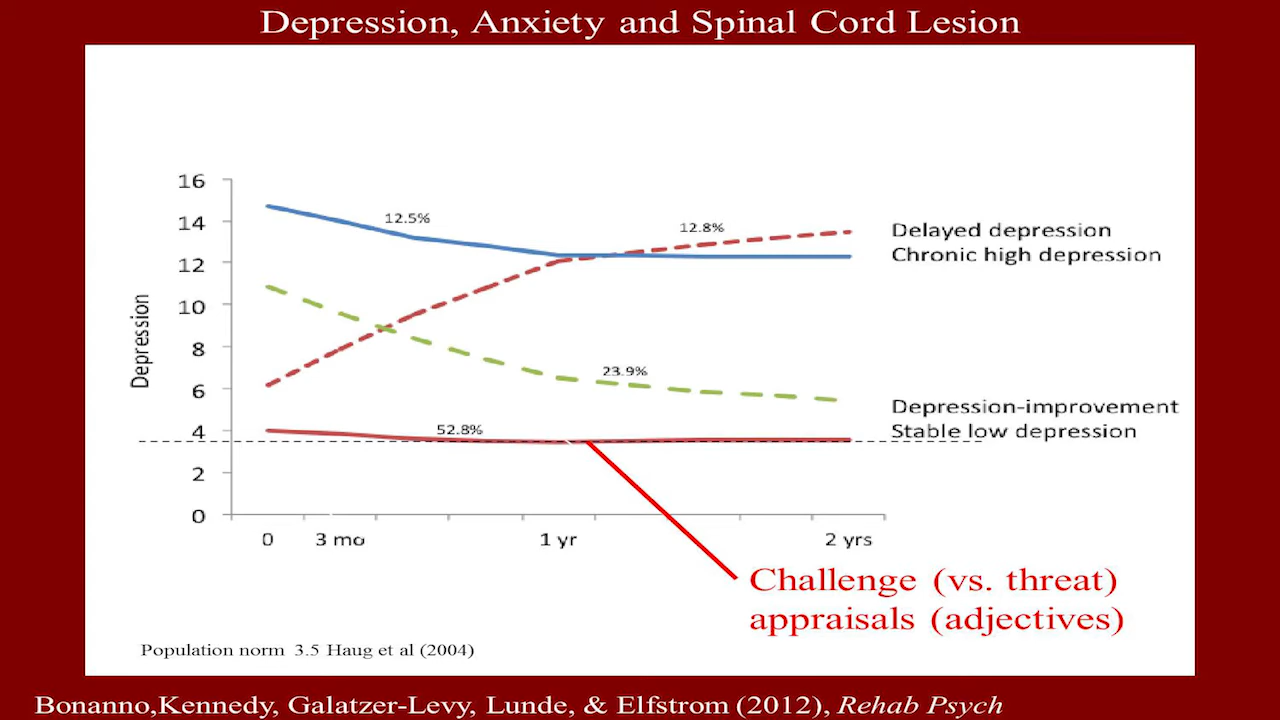 Depression, Anxiety and Spinal Cord Lesion
16
14
12
10
8
6
4
2
0
Depression
12.5%
12.8%
23.9%
52.8%
Delayed depression
Chronic high depression
Depression-improvement
Stable low depression
0 3 mo 1 yr 2 yrs
Challenge (vs. threat)
appraisals (adjectives)
Population norm 3.5 Haug et al (2004)
Bonanno,Kennedy, Galatzer-Levy, Lunde, & Elfstrom (2012), Rehab Psych